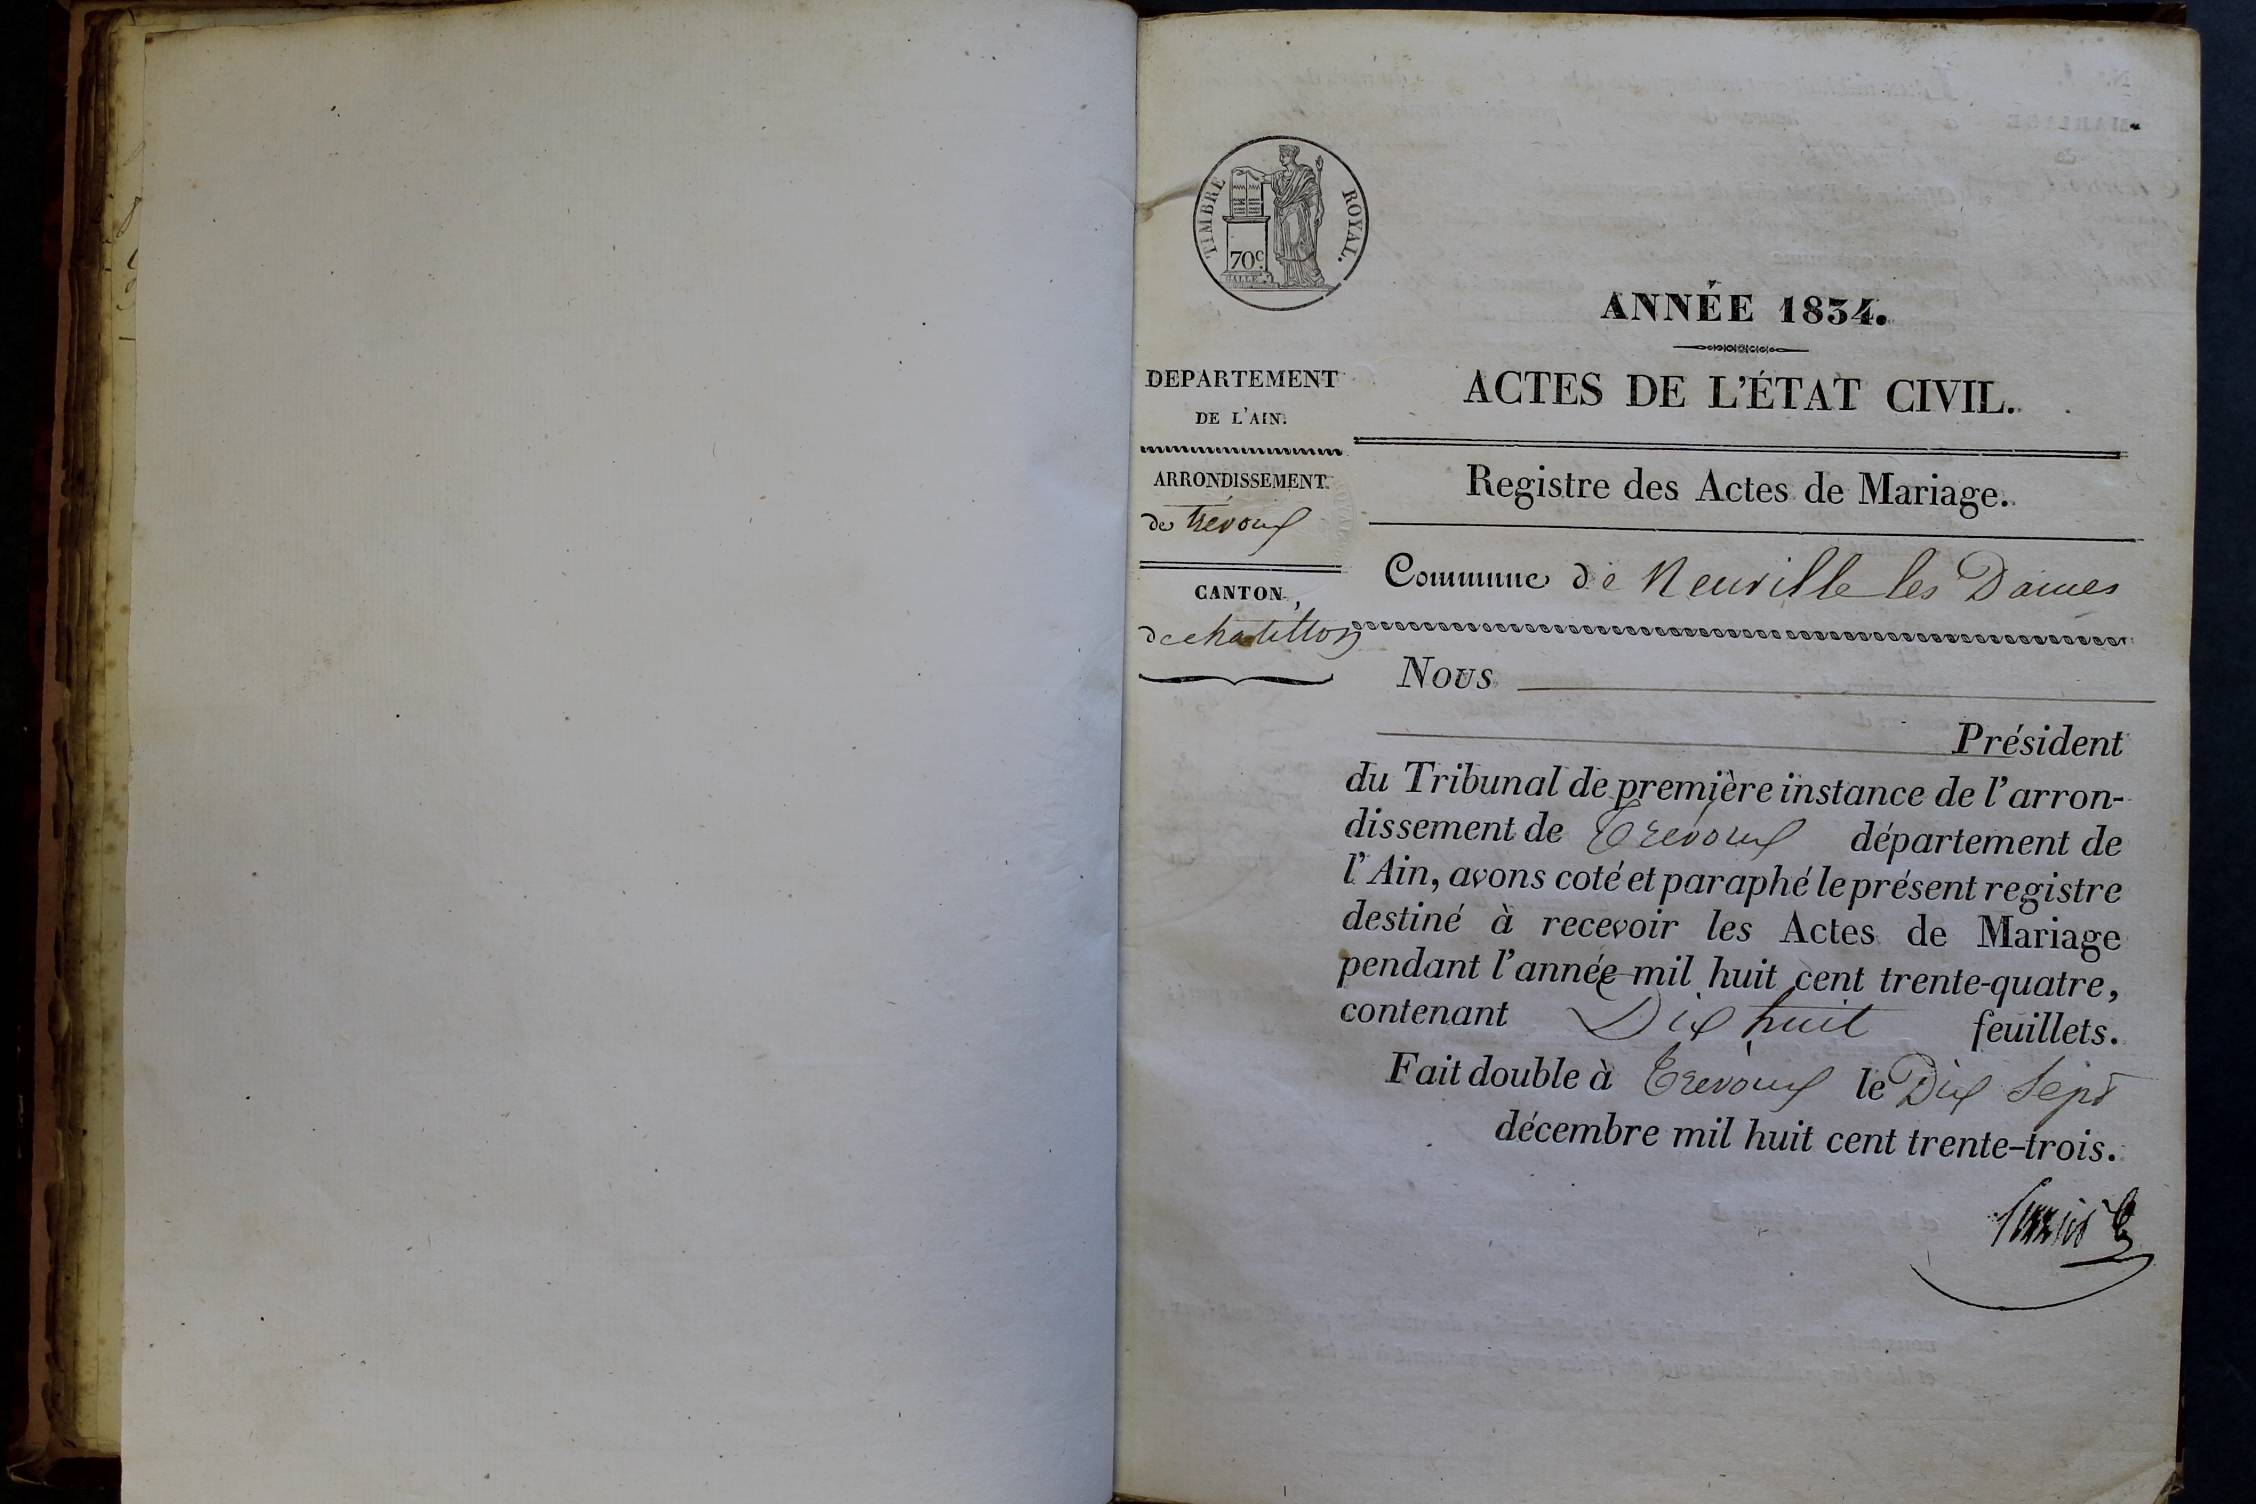 TIMBRE ROYAL.
70c.
ANNÉE 1834.
DEPARTEMENT
DE L'AIN.
ACTES DE L'ÉTAT CIVIL.
ARRONDISSEMENT
de trévoux
Registre des Actes de Mariage.
CANTON
de chatillon
Commune de Neuville les Dames
Nous
Président
du Tribunal de première instance de l'arron-
dissement de Trévoux département de
l'Ain, avons coté et paraphé le présent registre
destiné à recevoir les Actes de Mariage
pendant l'année mil huit cent trente-quatre,
contenant Dix huit feuillets.
Fait double à Trevoux le Dix Sept
décembre mil huit cent trente-trois.